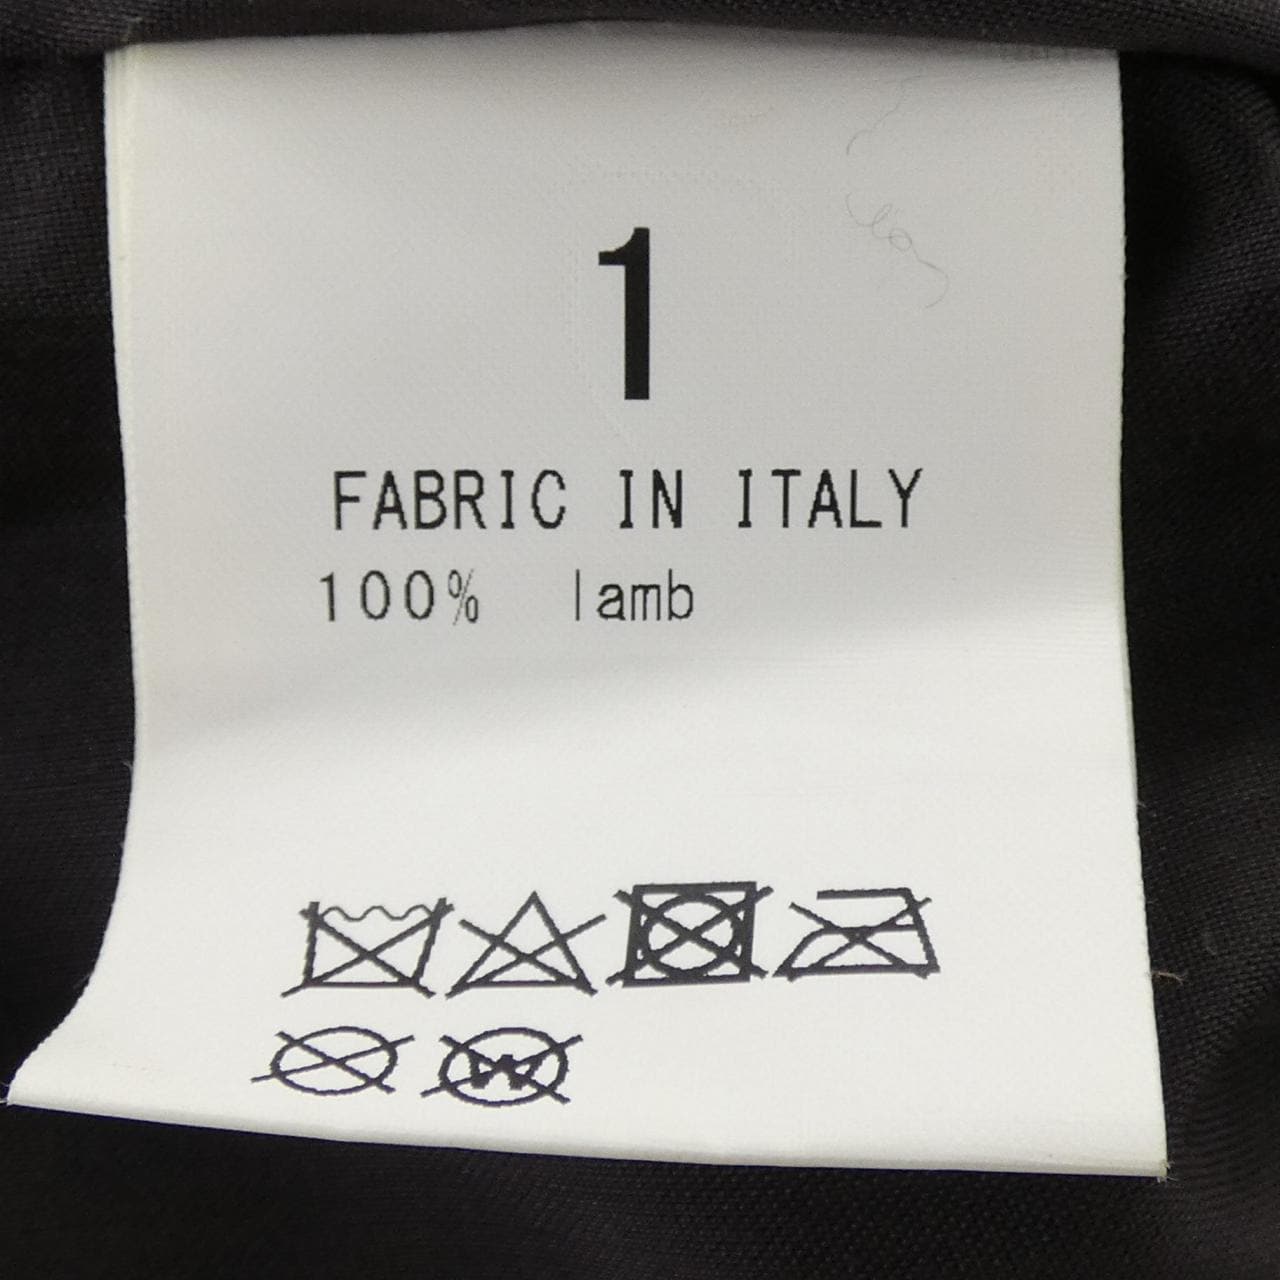 1
FABRIC IN ITALY
100% lamb
W